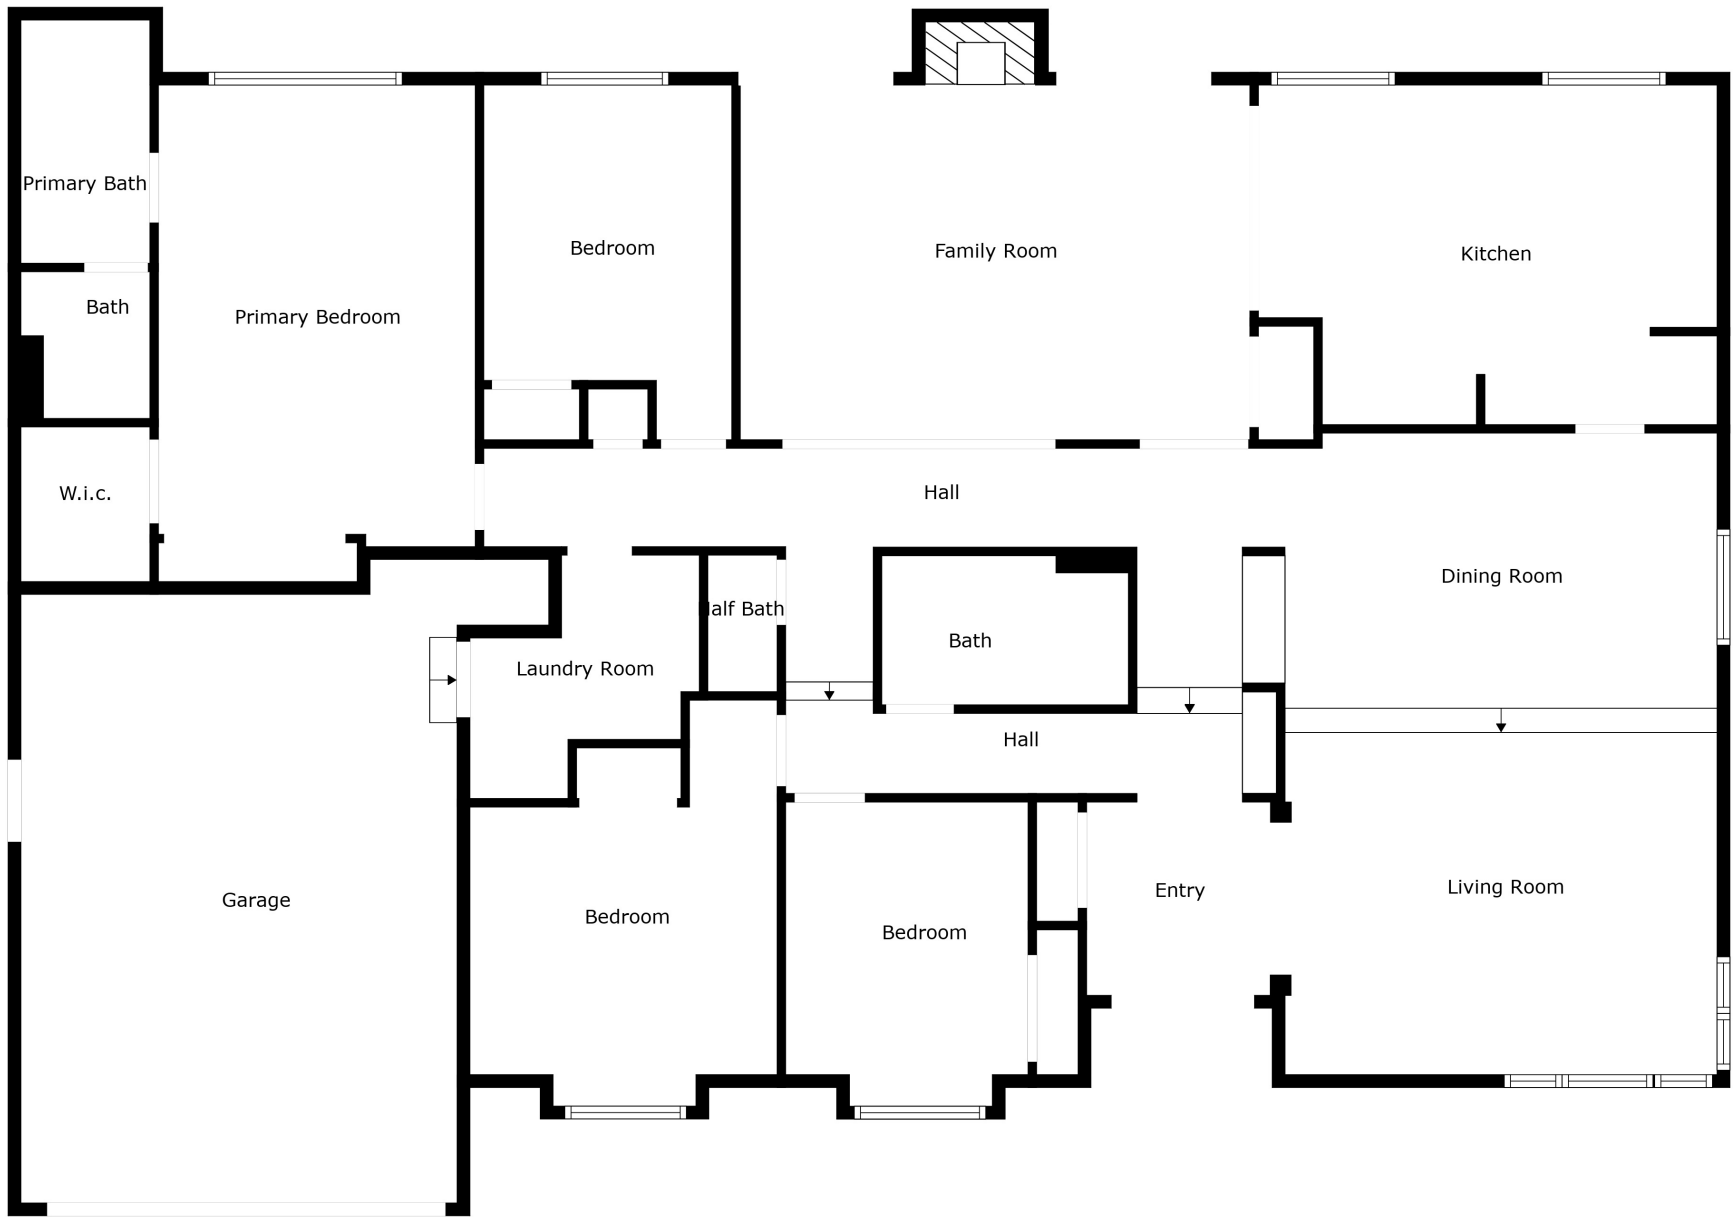 Primary Bath
Bedroom
Family Room
Kitchen
Bath
Primary Bedroom
W.i.c.
Hall
Dining Room
Half Bath
Bath
Laundry Room
Hall
Garage
Bedroom
Bedroom
Entry
Living Room